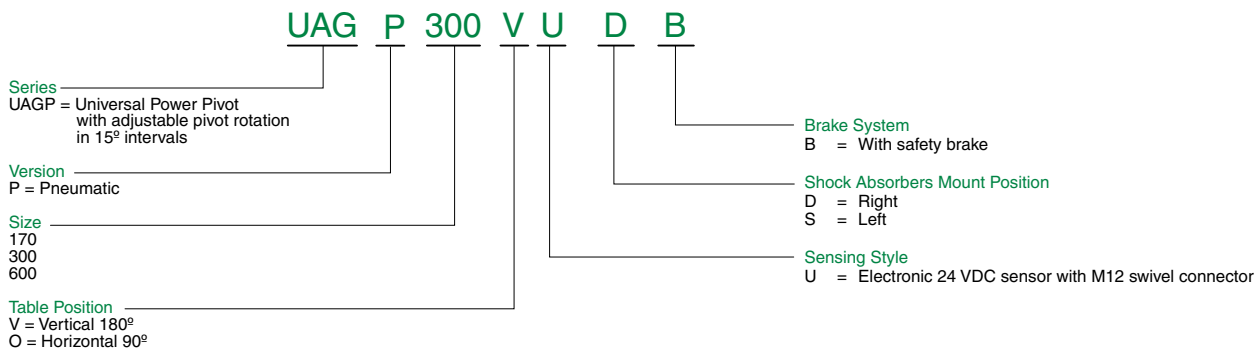 UAG P 300 V U D B
Series
UAGP = Universal Power Pivot
with adjustable pivot rotation
in 15º intervals
Version
P = Pneumatic
Size
170
300
600
Table Position
V = Vertical 180º
O = Horizontal 90º
Brake System
B = With safety brake
Shock Absorbers Mount Position
D = Right
S = Left
Sensing Style
U = Electronic 24 VDC sensor with M12 swivel connector